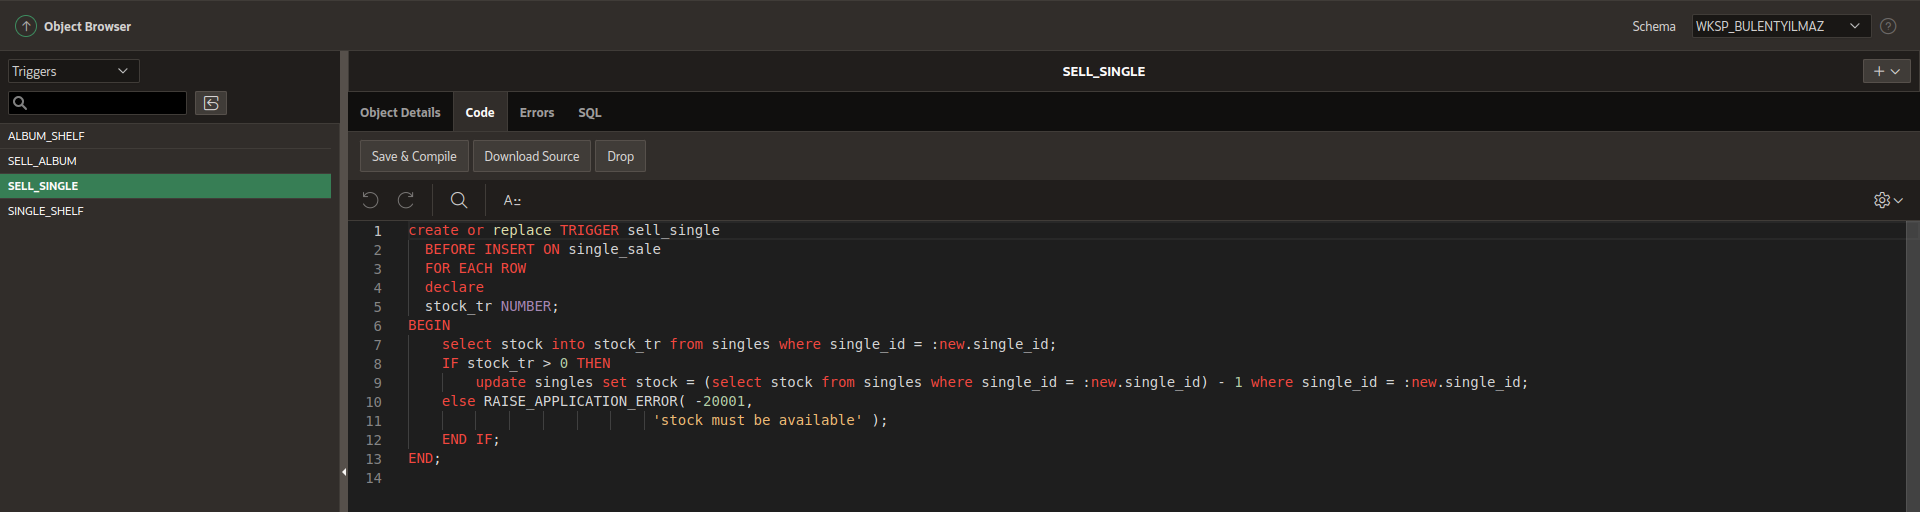 Object Browser
Schema
WKSP_BULENTYILMAZ
?
Triggers
ALBUM_SHELF
SELL_ALBUM
SELL_SINGLE
SINGLE_SHELF
SELL_SINGLE
+
Object Details Code Errors SQL
Save & Compile Download Source Drop
A
1 create or replace TRIGGER sell_single
2 BEFORE INSERT ON single_sale
3 FOR EACH ROW
4 declare
5 stock_tr NUMBER;
6 BEGIN
7 select stock into stock_tr from singles where single_id = :new.single_id;
8 IF stock_tr > 0 THEN
9 update singles set stock = (select stock from singles where single_id = :new.single_id) - 1 where single_id = :new.single_id;
10 else RAISE_APPLICATION_ERROR( -20001,
11 'stock must be available' );
12 END IF;
13 END;
14